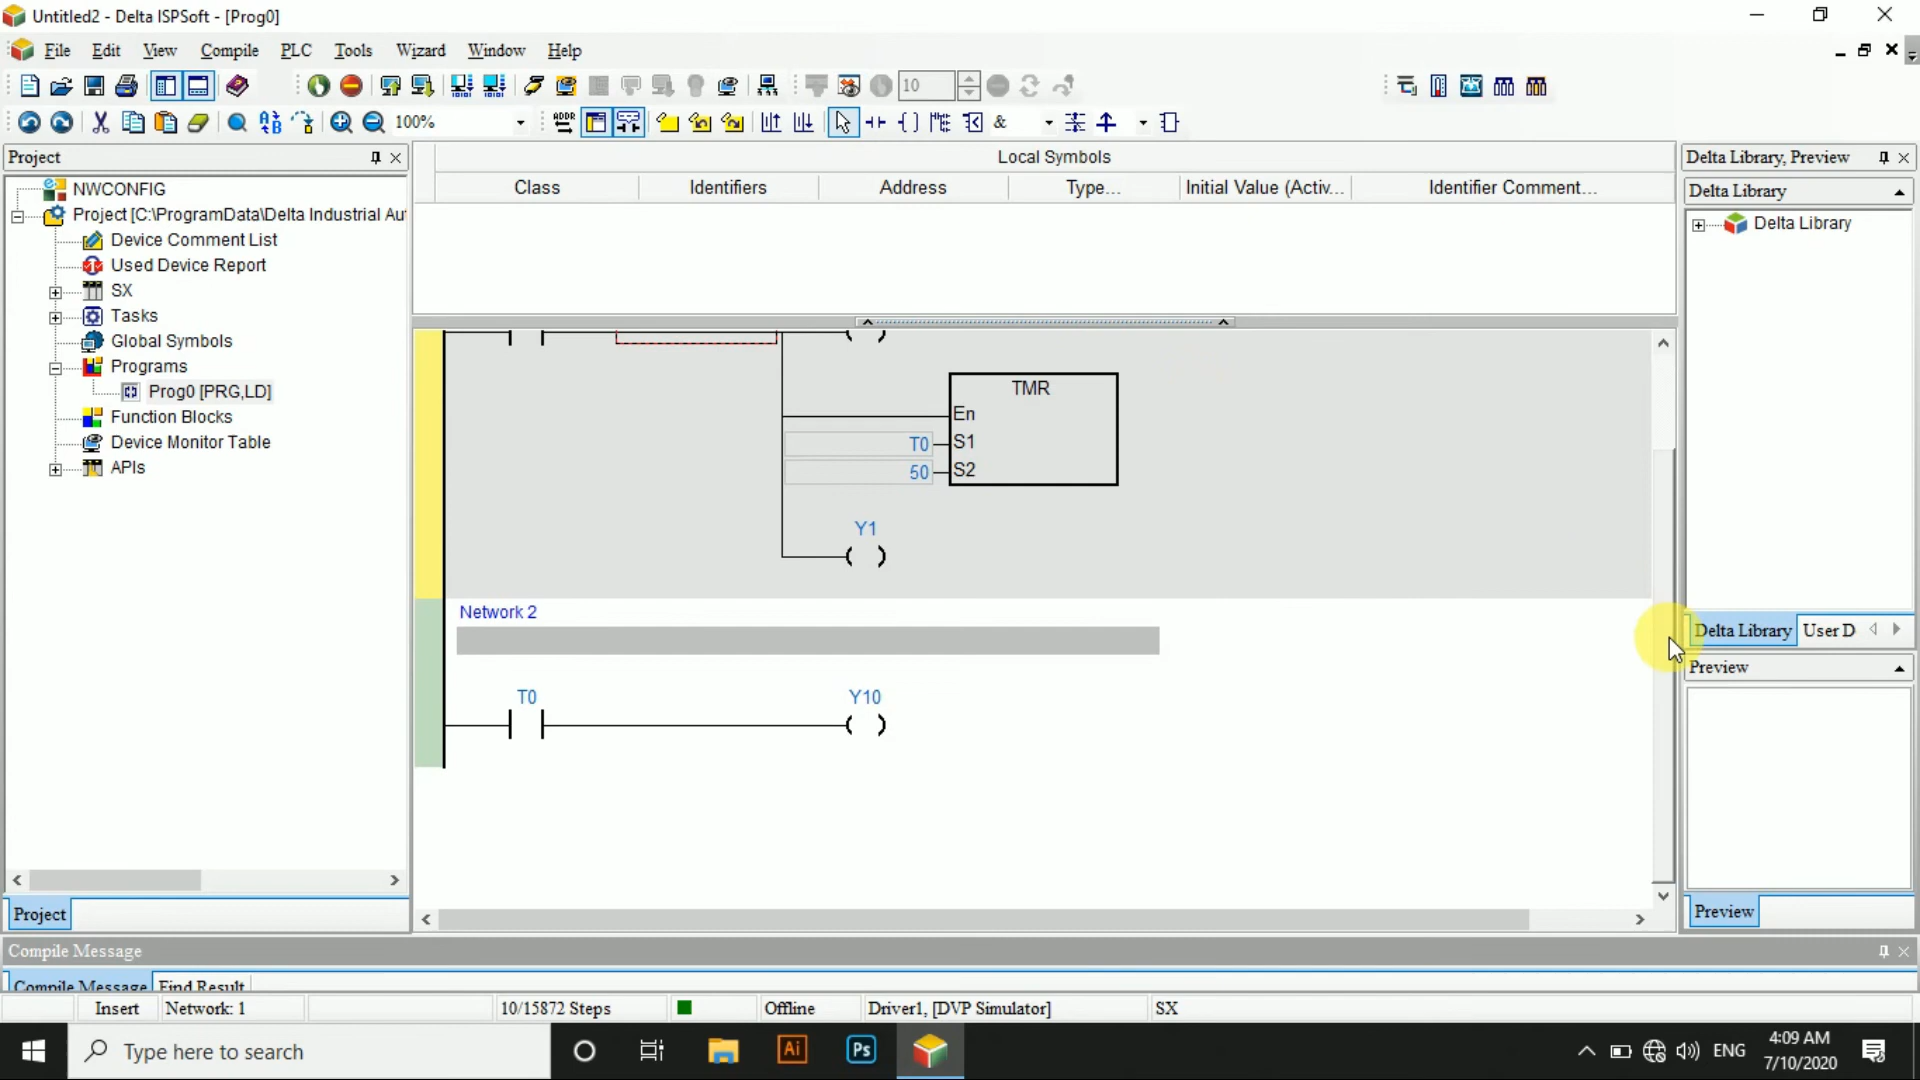 Untitled2 - Delta ISPSoft - [Prog0]
File Edit View Compile PLC Tools Wizard Window Help
10
100%
ADDR
&
Project
NWCONFIG
Project [C:\ProgramData\Delta Industrial Au
Device Comment List
Used Device Report
SX
Tasks
Global Symbols
Programs
Prog0 [PRG,LD]
Function Blocks
Device Monitor Table
APIs
Project
Local Symbols
Class Identifiers Address Type... Initial Value (Activ... Identifier Comment...
TMR
En
T0 S1
50 S2
Y1
Network 2
T0 Y10
Delta Library, Preview
Delta Library
Delta Library
Delta Library User D
Preview
Preview
Compile Message
Compile Message Find Result
Insert Network: 1 10/15872 Steps Offline Driver1, [DVP Simulator] SX
Type here to search
Ai
Ps
ENG
4:09 AM
7/10/2020